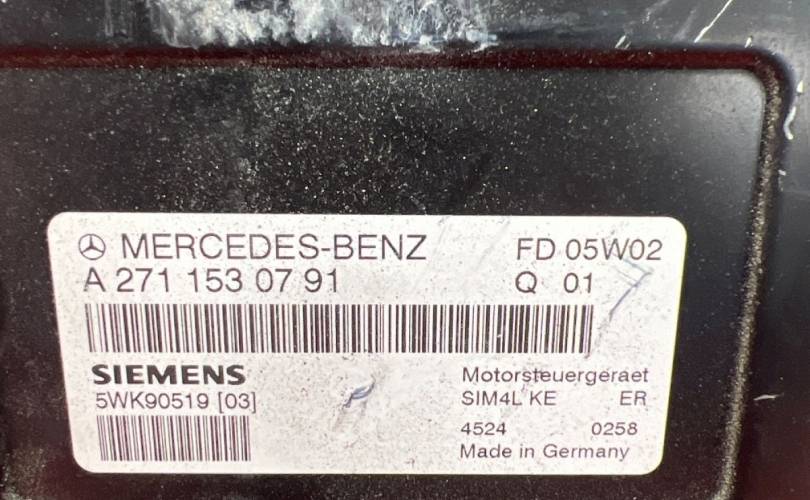 MERCEDES-BENZ FD 05W02
A 271 153 07 91 Q 01
SIEMENS
5WK90519 [03]
Motorsteuergeraet
SIM4L KE ER
4524 0258
Made in Germany